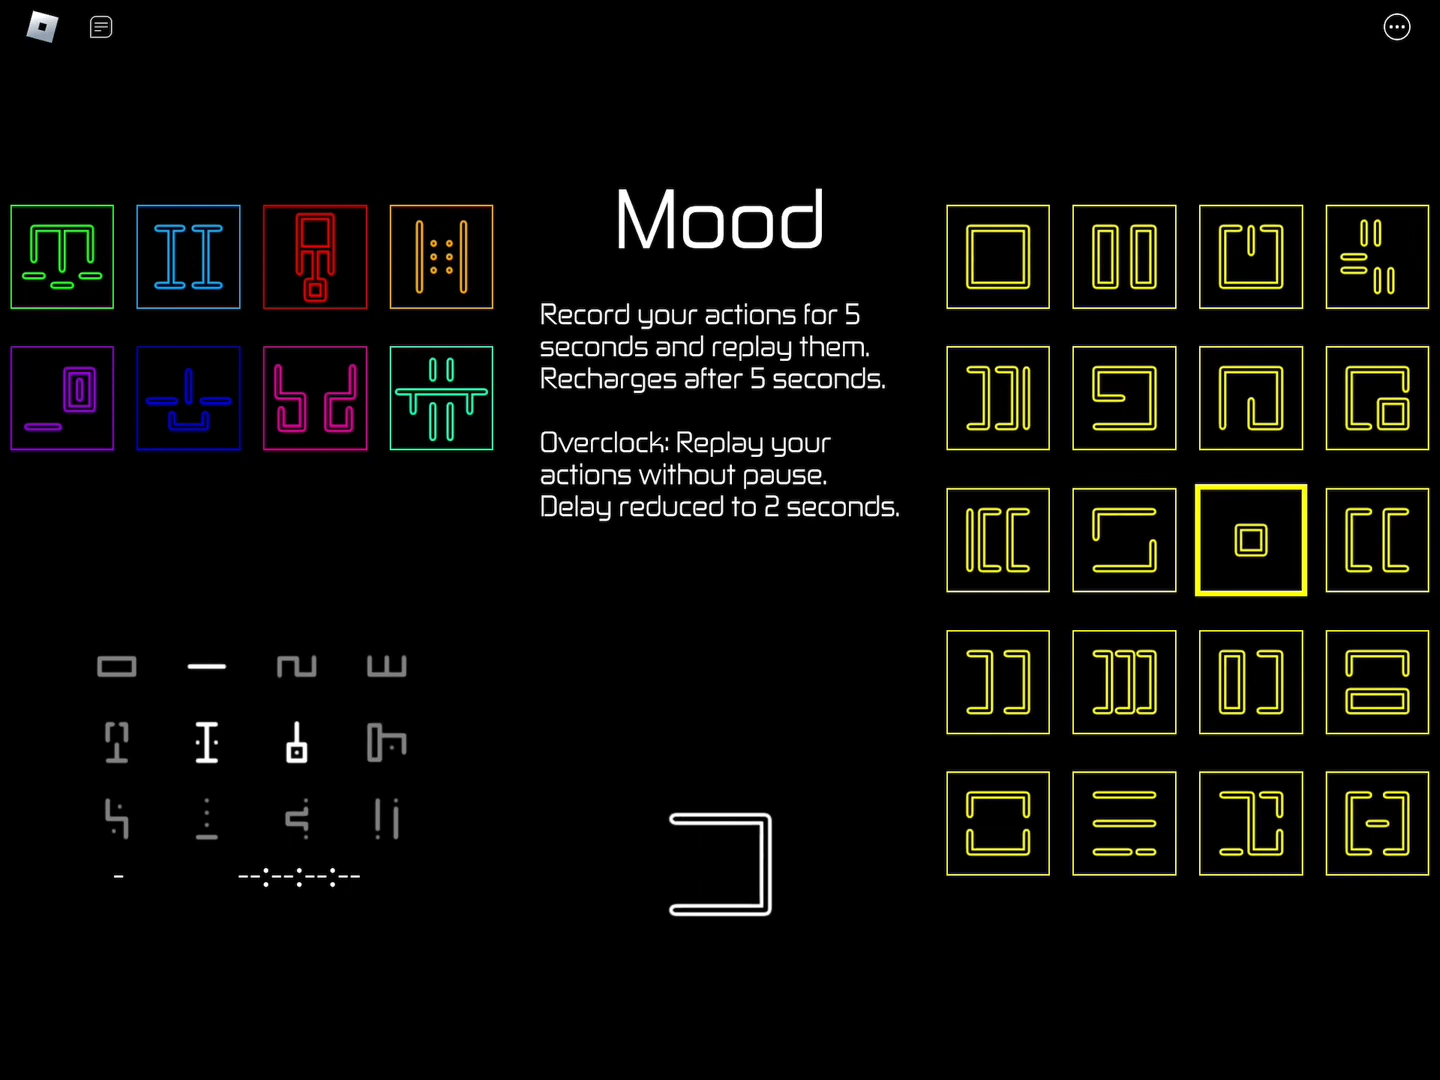 Mood
Record your actions for 5
seconds and replay them.
Recharges after 5 seconds.
Overclock: Replay your
actions without pause.
Delay reduced to 2 seconds.
- --:--:--:--